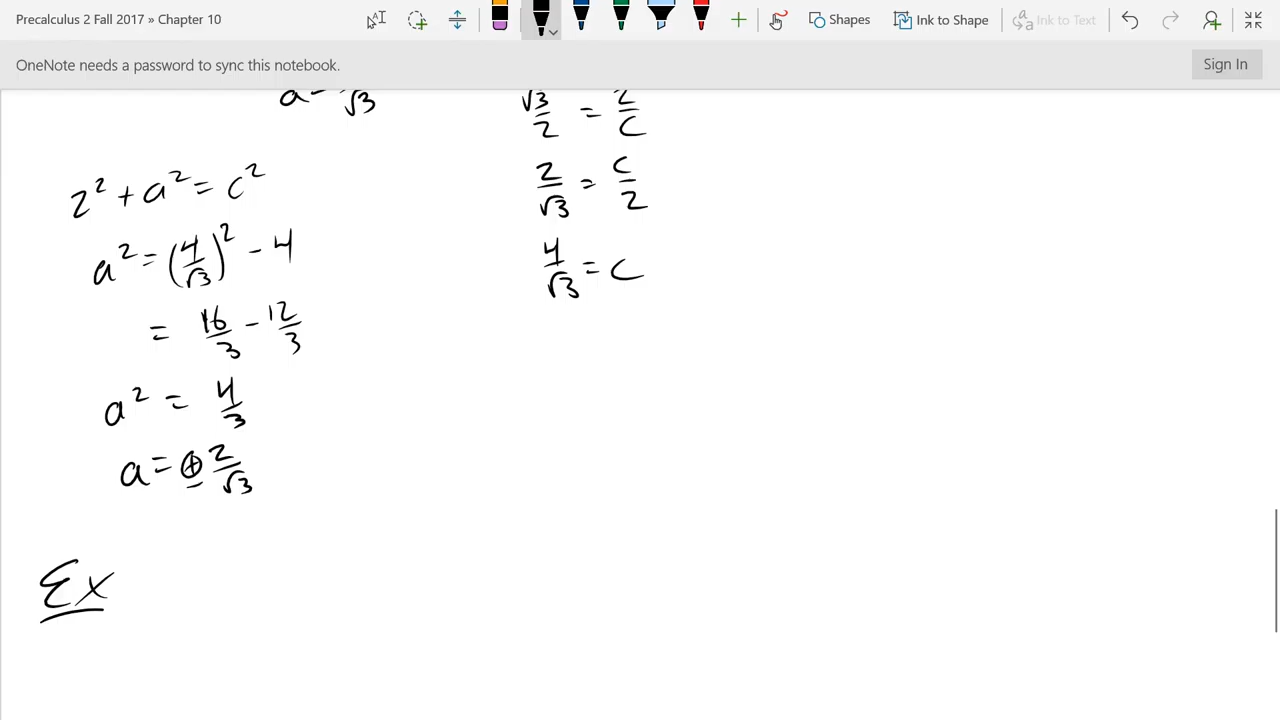 Precalculus 2 Fall 2017 » Chapter 10
Shapes
Ink to Shape
Ink to Text
OneNote needs a password to sync this notebook.
Sign In
a = √3
√3/2 = 2/c
2/√3 = c/2
4/√3 = c
2² + a² = c²
a² = (4/√3)² - 4
= 16/3 - 12/3
a² = 4/3
a = ± 2/√3
Ex